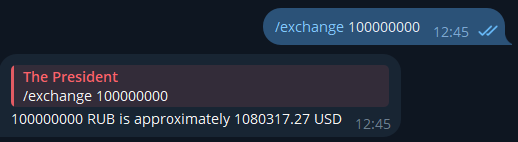 /exchange 100000000 12:45
The President
/exchange 100000000
100000000 RUB is approximately 1080317.27 USD 12:45